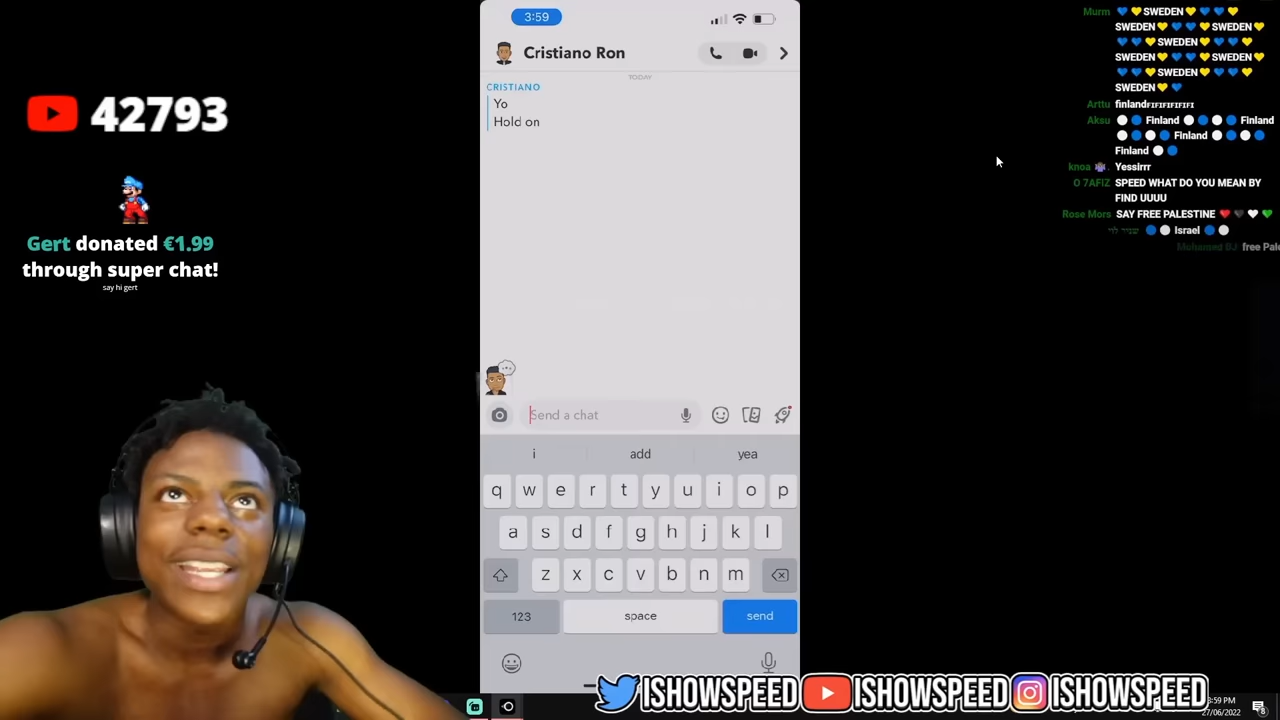 3:59
Cristiano Ron
TODAY
CRISTIANO
Yo
Hold on
Send a chat
i add yea
q w e r t y u i o p
a s d f g h j k l
z x c v b n m
123 space send
42793
Gert donated €1.99
through super chat!
say hi gert
Murm 💙 💛 SWEDEN 💛 💙 💙 💛
SWEDEN 💛 💙 💙 💛 SWEDEN 💛
💙 💙 💛 SWEDEN 💛 💙 💙 💛
SWEDEN 💛 💙 💙 💛 SWEDEN 💛
💙 💙 💛 SWEDEN 💛 💙 💙 💛
SWEDEN 💛 💙
Arttu finlandFIFIFIFIFIFI
Aksu ⚪ 🔵 Finland ⚪ 🔵 ⚪ 🔵 Finland
⚪ 🔵 ⚪ 🔵 Finland ⚪ 🔵 ⚪ 🔵
Finland ⚪ 🔵
knoa Yesslrrr
O 7AFIZ SPEED WHAT DO YOU MEAN BY
FIND UUUU
Rose Mors SAY FREE PALESTINE ❤️ 🖤 🤍 💚
🔵 ⚪ Israel 🔵 ⚪
Mohamed BJ free Pale
ISHOWSPEED ISHOWSPEED ISHOWSPEED
3:59 PM
27/06/2022